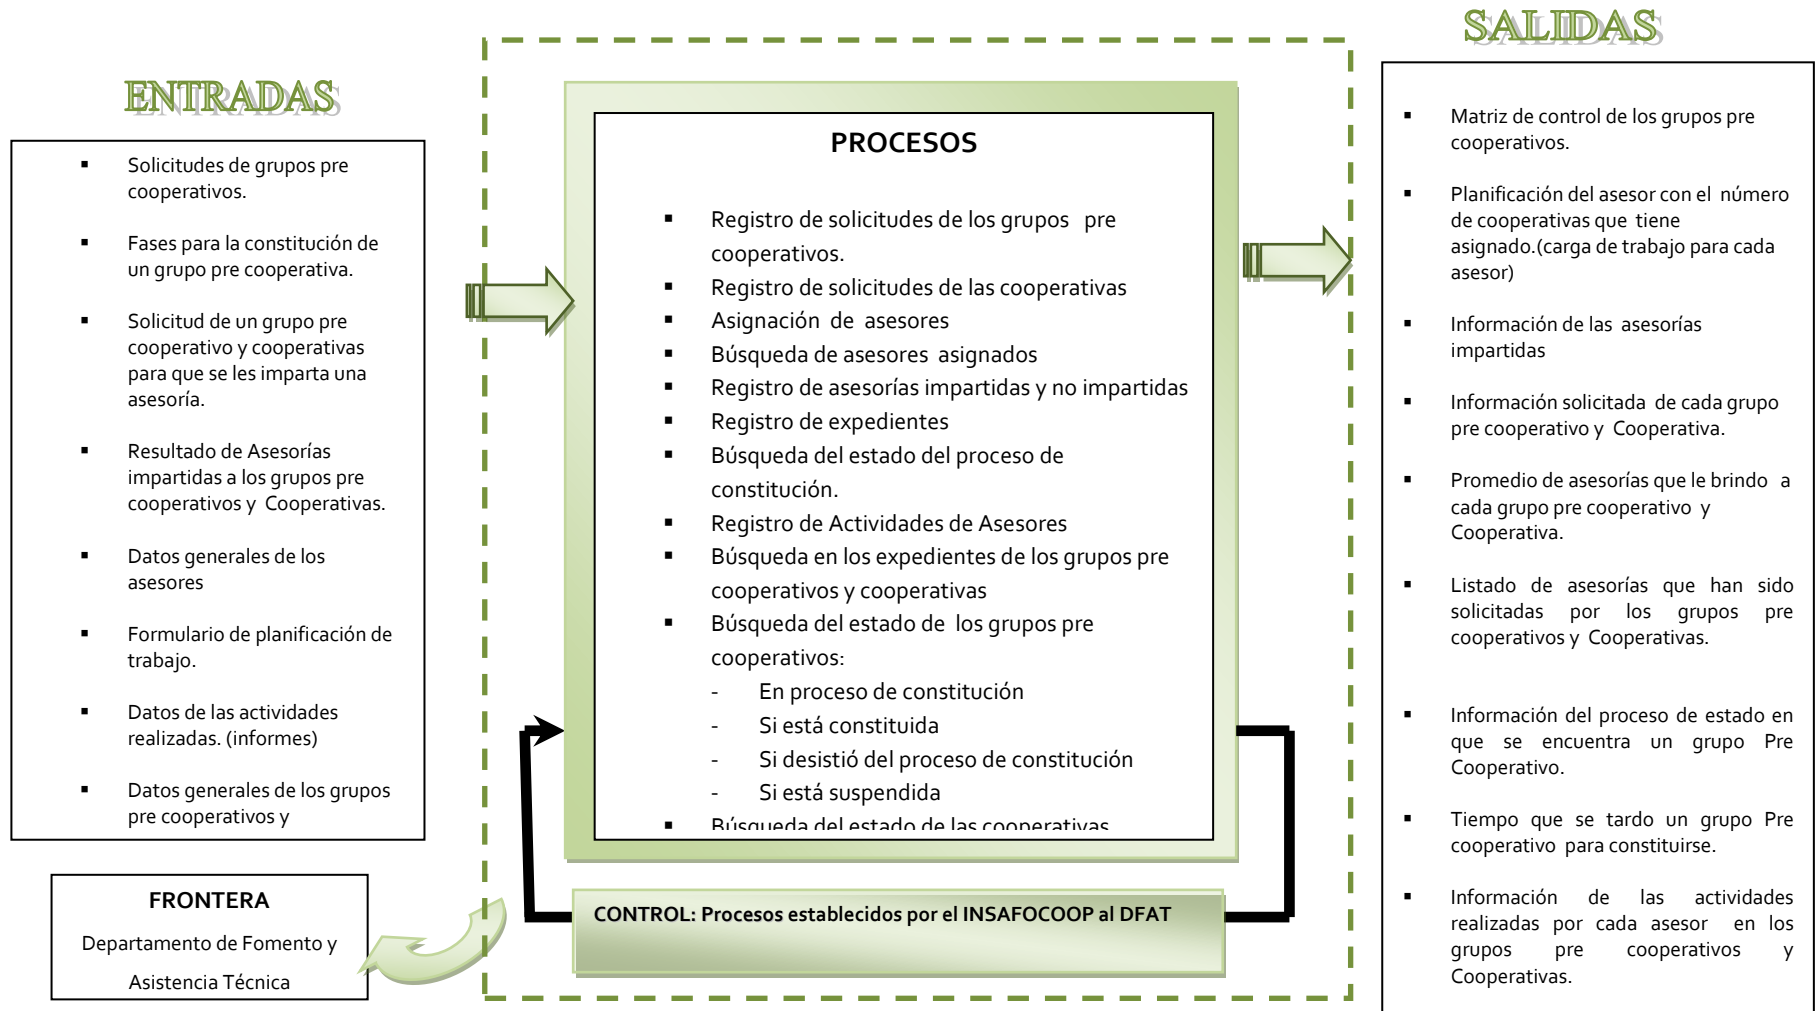 ENTRADAS
Solicitudes de grupos pre
cooperativos.
Fases para la constitución de
un grupo pre cooperativa.
Solicitud de un grupo pre
cooperativo y cooperativas
para que se les imparta una
asesoría.
Resultado de Asesorías
impartidas a los grupos pre
cooperativos y Cooperativas.
Datos generales de los
asesores
Formulario de planificación de
trabajo.
Datos de las actividades
realizadas. (informes)
Datos generales de los grupos
pre cooperativos y
FRONTERA
Departamento de Fomento y
Asistencia Técnica
PROCESOS
Registro de solicitudes de los grupos pre
cooperativos.
Registro de solicitudes de las cooperativas
Asignación de asesores
Búsqueda de asesores asignados
Registro de asesorías impartidas y no impartidas
Registro de expedientes
Búsqueda del estado del proceso de
constitución.
Registro de Actividades de Asesores
Búsqueda en los expedientes de los grupos pre
cooperativos y cooperativas
Búsqueda del estado de los grupos pre
cooperativos:
- En proceso de constitución
- Si está constituida
- Si desistió del proceso de constitución
- Si está suspendida
Búsqueda del estado de las cooperativas
CONTROL: Procesos establecidos por el INSAFOCOOP al DFAT
SALIDAS
Matriz de control de los grupos pre
cooperativos.
Planificación del asesor con el número
de cooperativas que tiene
asignado.(carga de trabajo para cada
asesor)
Información de las asesorías
impartidas
Información solicitada de cada grupo
pre cooperativo y Cooperativa.
Promedio de asesorías que le brindo a
cada grupo pre cooperativo y
Cooperativa.
Listado de asesorías que han sido
solicitadas por los grupos pre
cooperativos y Cooperativas.
Información del proceso de estado en
que se encuentra un grupo Pre
Cooperativo.
Tiempo que se tardo un grupo Pre
cooperativo para constituirse.
Información de las actividades
realizadas por cada asesor en los
grupos pre cooperativos y
Cooperativas.